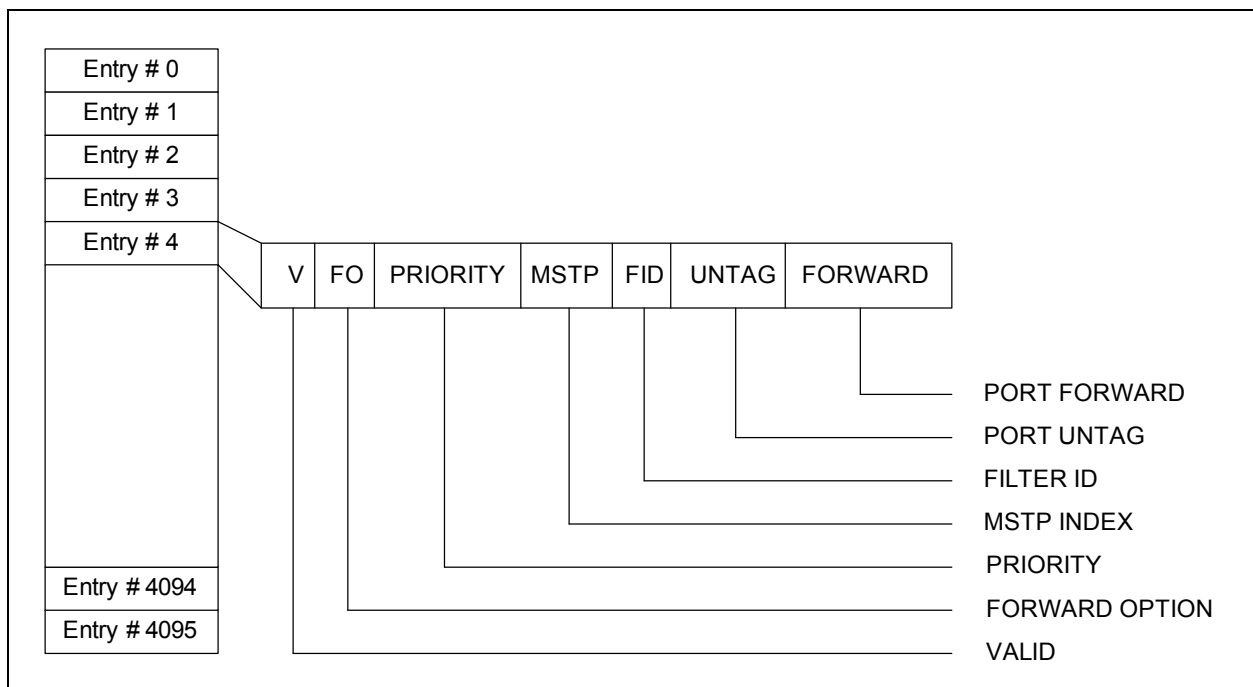 Entry # 0
Entry # 1
Entry # 2
Entry # 3
Entry # 4
V FO PRIORITY MSTP FID UNTAG FORWARD
PORT FORWARD
PORT UNTAG
FILTER ID
MSTP INDEX
PRIORITY
FORWARD OPTION
VALID
Entry # 4094
Entry # 4095